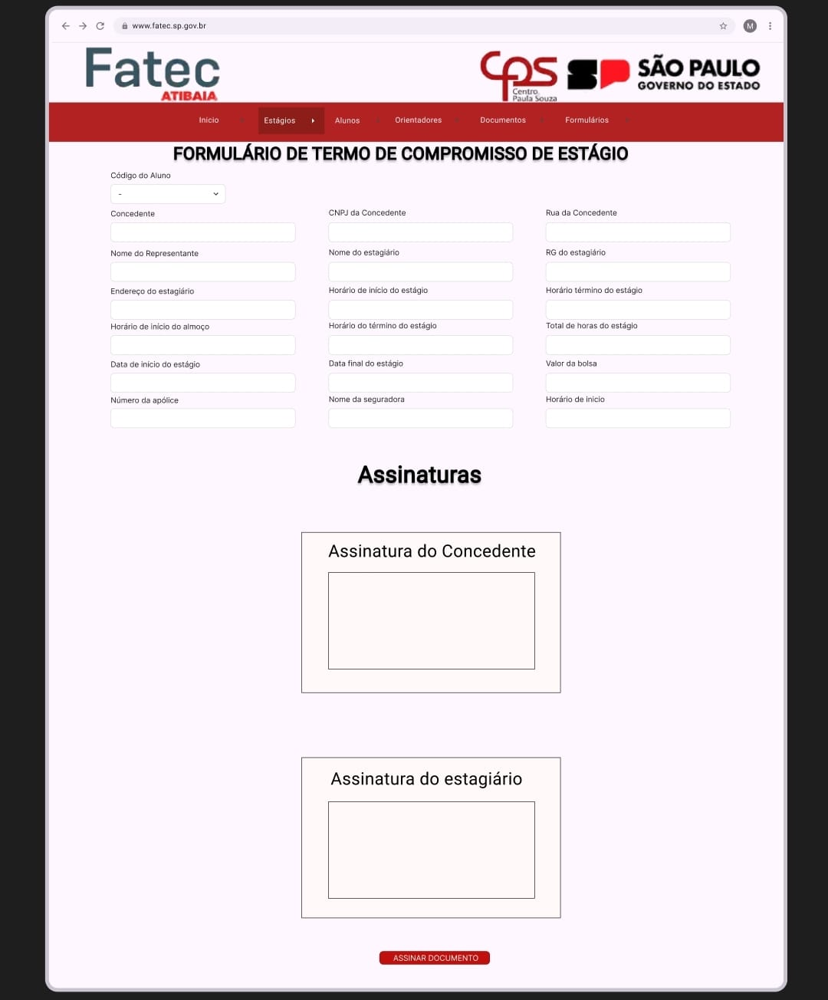 www.fatec.sp.gov.br
M
Fatec
ATIBAIA
CPS
Centro
Paula Souza
SP
SÃO PAULO
GOVERNO DO ESTADO
Inicio Estágios Alunos Orientadores Documentos Formulários
FORMULÁRIO DE TERMO DE COMPROMISSO DE ESTÁGIO
Código do Aluno
-
Concedente CNPJ da Concedente Rua da Concedente
Nome do Representante Nome do estagiário RG do estagiário
Endereço do estagiário Horário de início do estágio Horário término do estágio
Horário de início do almoço Horário do término do estágio Total de horas do estágio
Data de início do estágio Data final do estágio Valor da bolsa
Número da apólice Nome da seguradora Horário de inicio
Assinaturas
Assinatura do Concedente
Assinatura do estagiário
ASSINAR DOCUMENTO